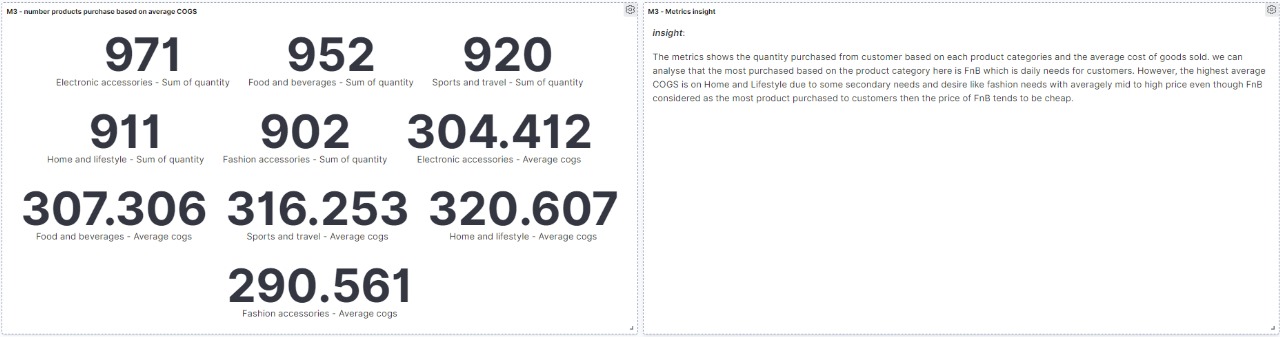 M3 - number products purchase based on average COGS
971 952 920
Electronic accessories - Sum of quantity Food and beverages - Sum of quantity Sports and travel - Sum of quantity
911 902 304.412
Home and lifestyle - Sum of quantity Fashion accessories - Sum of quantity Electronic accessories - Average cogs
307.306 316.253 320.607
Food and beverages - Average cogs Sports and travel - Average cogs Home and lifestyle - Average cogs
290.561
Fashion accessories - Average cogs
M3 - Metrics insight
insight:
The metrics shows the quantity purchased from customer based on each product categories and the average cost of goods sold. we can
analyse that the most purchased based on the product category here is FnB which is daily needs for customers. However, the highest average
COGS is on Home and Lifestyle due to some secondary needs and desire like fashion needs with averagely mid to high price even though FnB
considered as the most product purchased to customers then the price of FnB tends to be cheap.